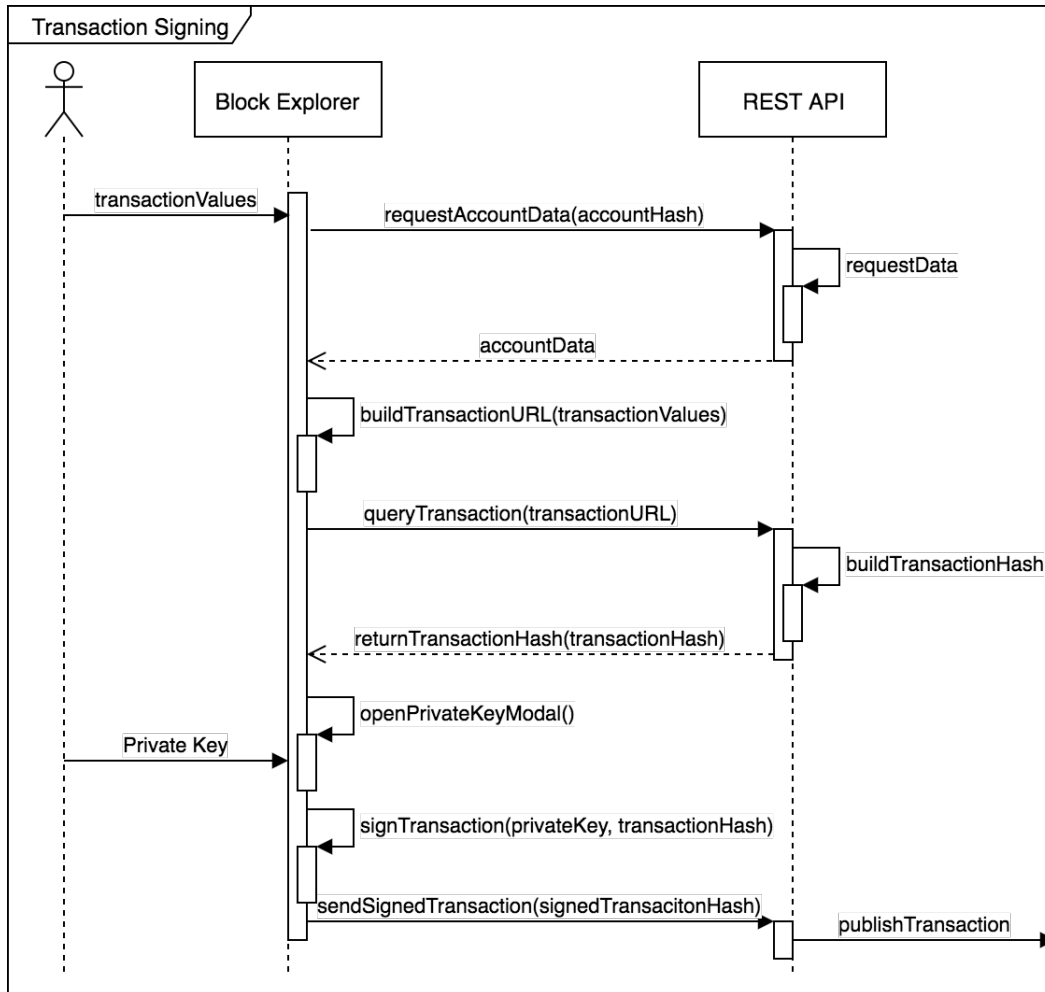 Transaction Signing
Block Explorer
REST API
transactionValues
requestAccountData(accountHash)
requestData
accountData
buildTransactionURL(transactionValues)
queryTransaction(transactionURL)
buildTransactionHash
returnTransactionHash(transactionHash)
openPrivateKeyModal()
Private Key
signTransaction(privateKey, transactionHash)
sendSignedTransaction(signedTransacitonHash)
publishTransaction